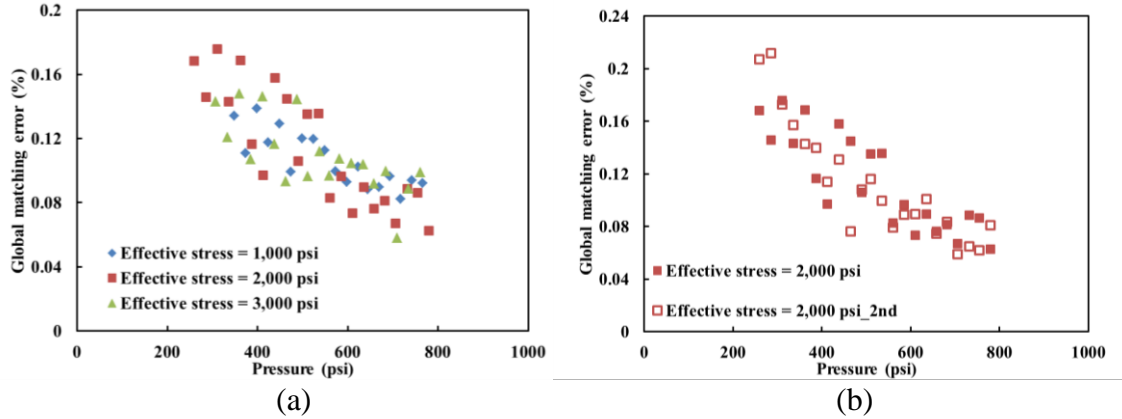 0.2
0.16
0.12
0.08
0.04
0
Global matching error (%)
Effective stress = 1,000 psi
Effective stress = 2,000 psi
Effective stress = 3,000 psi
0 200 400 600 800 1000
Pressure (psi)
(a)
0.24
0.2
0.16
0.12
0.08
0.04
0
Global matching error (%)
Effective stress = 2,000 psi
Effective stress = 2,000 psi_2nd
0 200 400 600 800 1000
Pressure (psi)
(b)